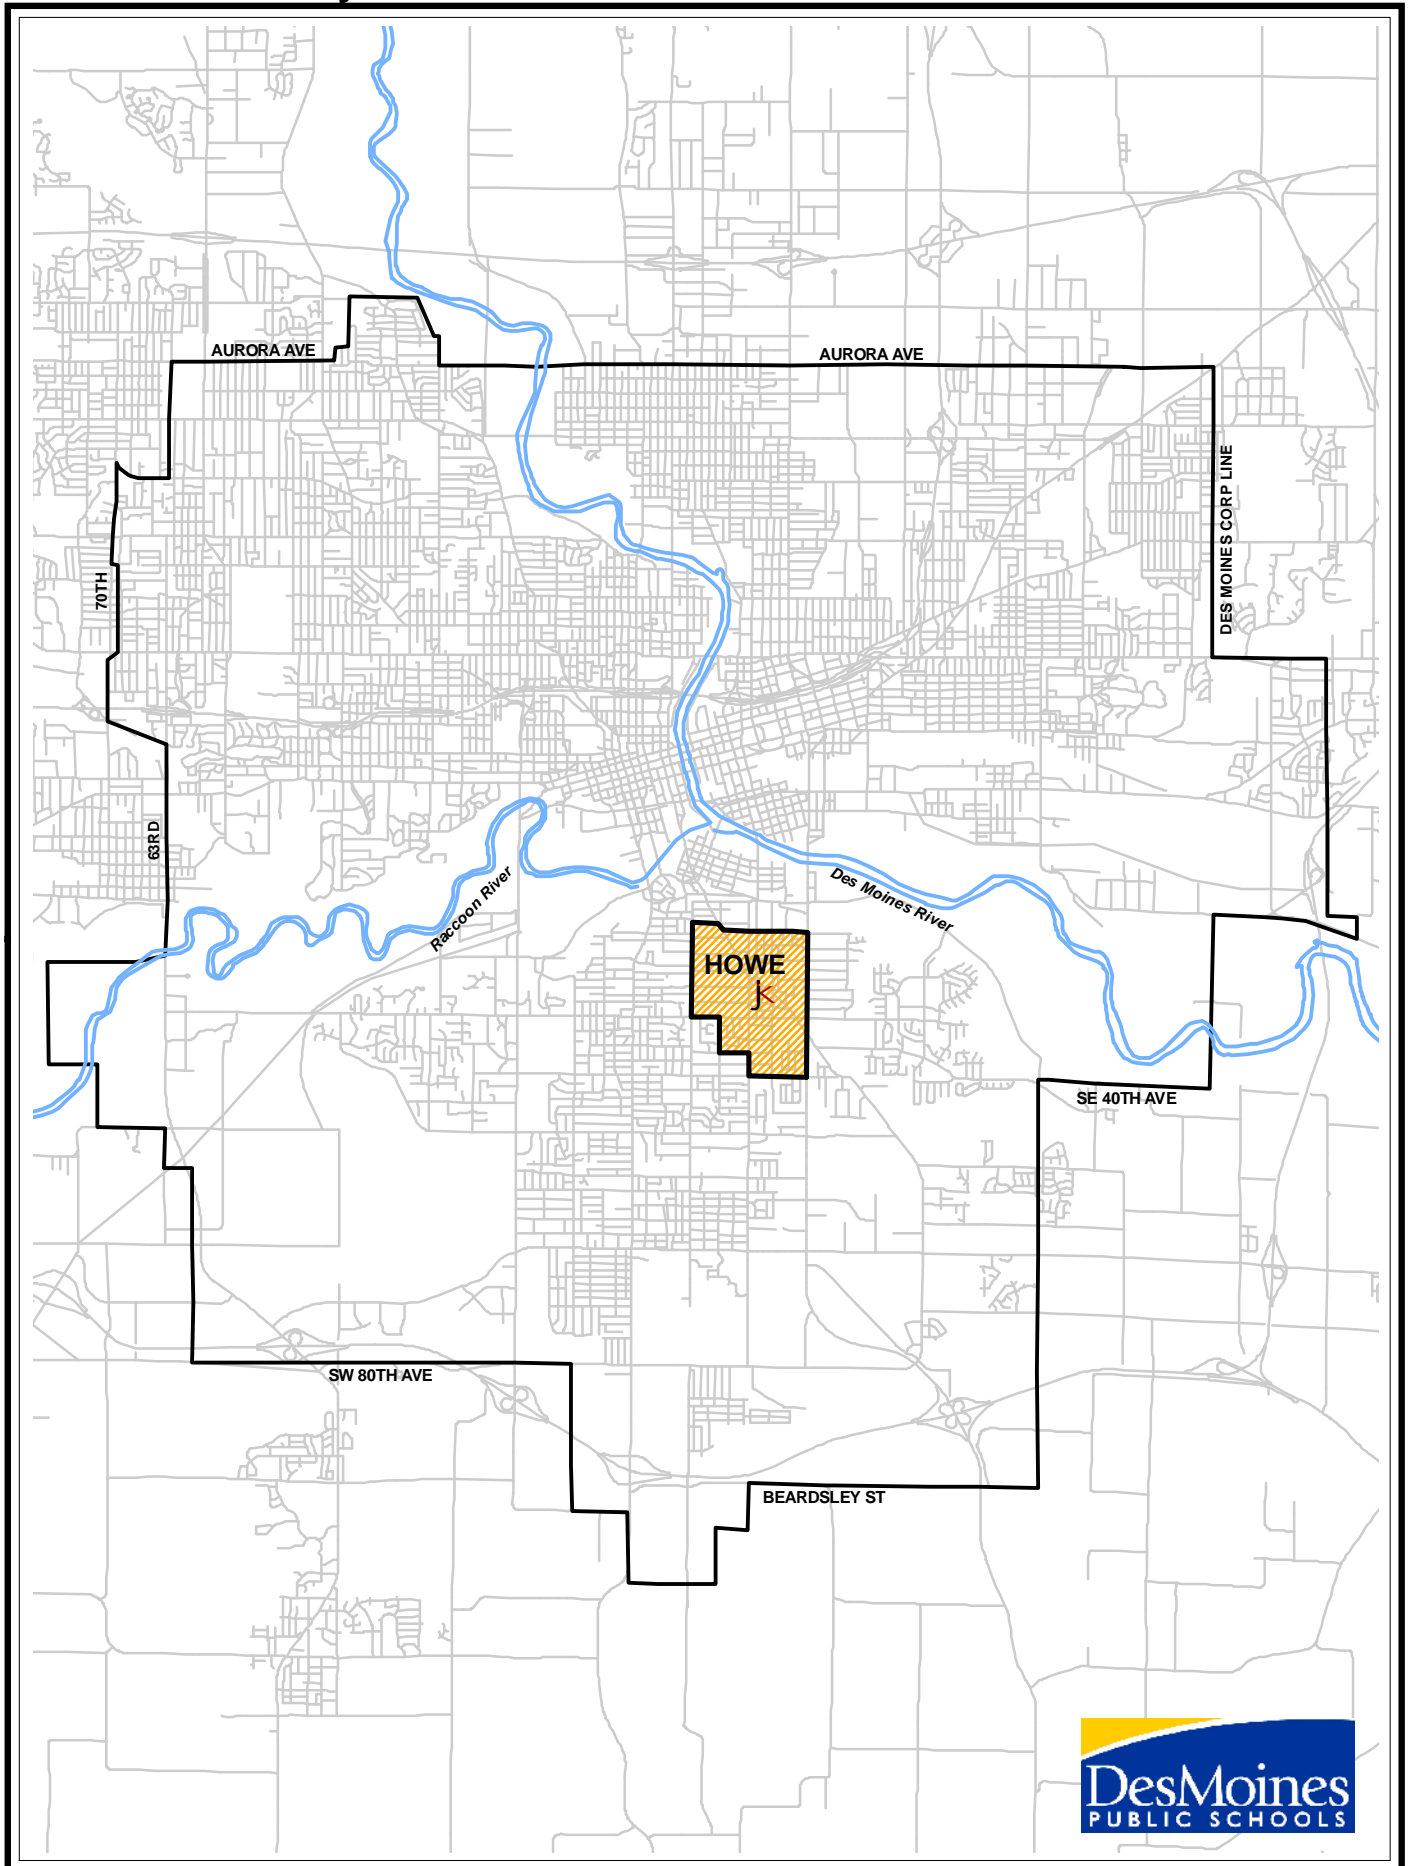 AURORA AVE
AURORA AVE
DES MOINES CORP LINE
70TH
63RD
Raccoon River
Des Moines River
HOWE
jk
SE 40TH AVE
SW 80TH AVE
BEARDSLEY ST
DesMoines
PUBLIC SCHOOLS